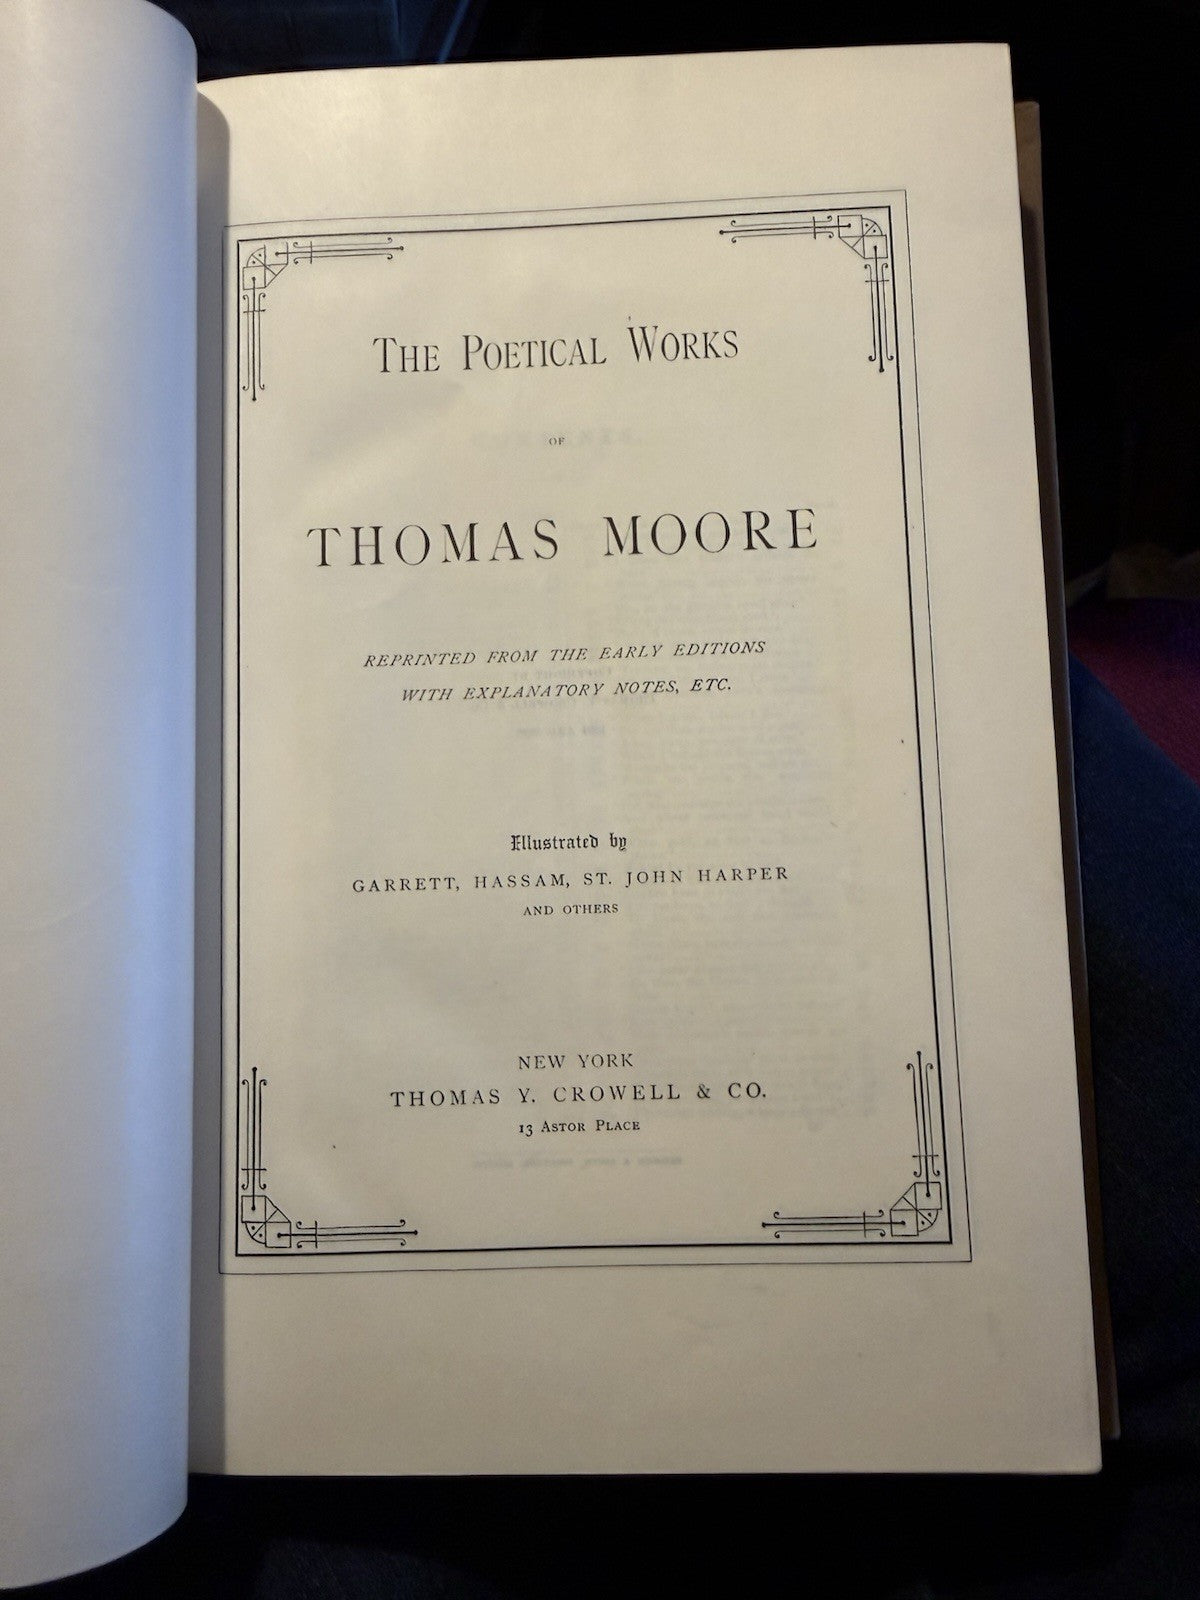 THE POETICAL WORKS
OF
THOMAS MOORE
REPRINTED FROM THE EARLY EDITIONS
WITH EXPLANATORY NOTES, ETC.
Illustrated by
GARRETT, HASSAM, ST. JOHN HARPER
AND OTHERS
NEW YORK
THOMAS Y. CROWELL & CO.
13 ASTOR PLACE